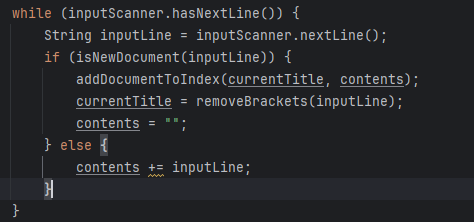 while (inputScanner.hasNextLine()) {
    String inputLine = inputScanner.nextLine();
    if (isNewDocument(inputLine)) {
        addDocumentToIndex(currentTitle, contents);
        currentTitle = removeBrackets(inputLine);
        contents = "";
    } else {
        contents += inputLine;
    }
}